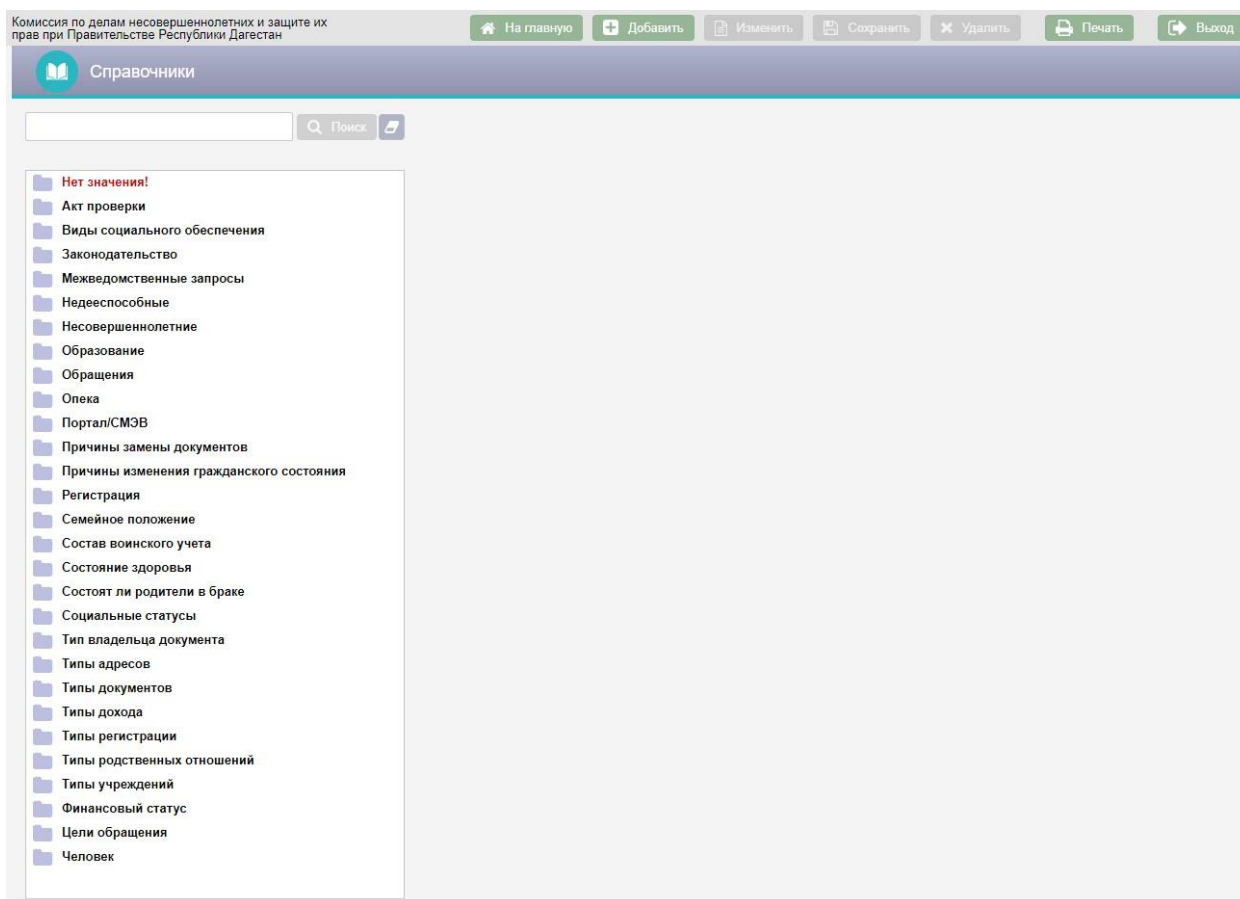 Комиссия по делам несовершеннолетних и защите их
прав при Правительстве Республики Дагестан
На главную Добавить Изменить Сохранить Удалить Печать Выход
Справочники
Поиск
Нет значения!
Акт проверки
Виды социального обеспечения
Законодательство
Межведомственные запросы
Недееспособные
Несовершеннолетние
Образование
Обращения
Опека
Портал/СМЭВ
Причины замены документов
Причины изменения гражданского состояния
Регистрация
Семейное положение
Состав воинского учета
Состояние здоровья
Состоят ли родители в браке
Социальные статусы
Тип владельца документа
Типы адресов
Типы документов
Типы дохода
Типы регистрации
Типы родственных отношений
Типы учреждений
Финансовый статус
Цели обращения
Человек